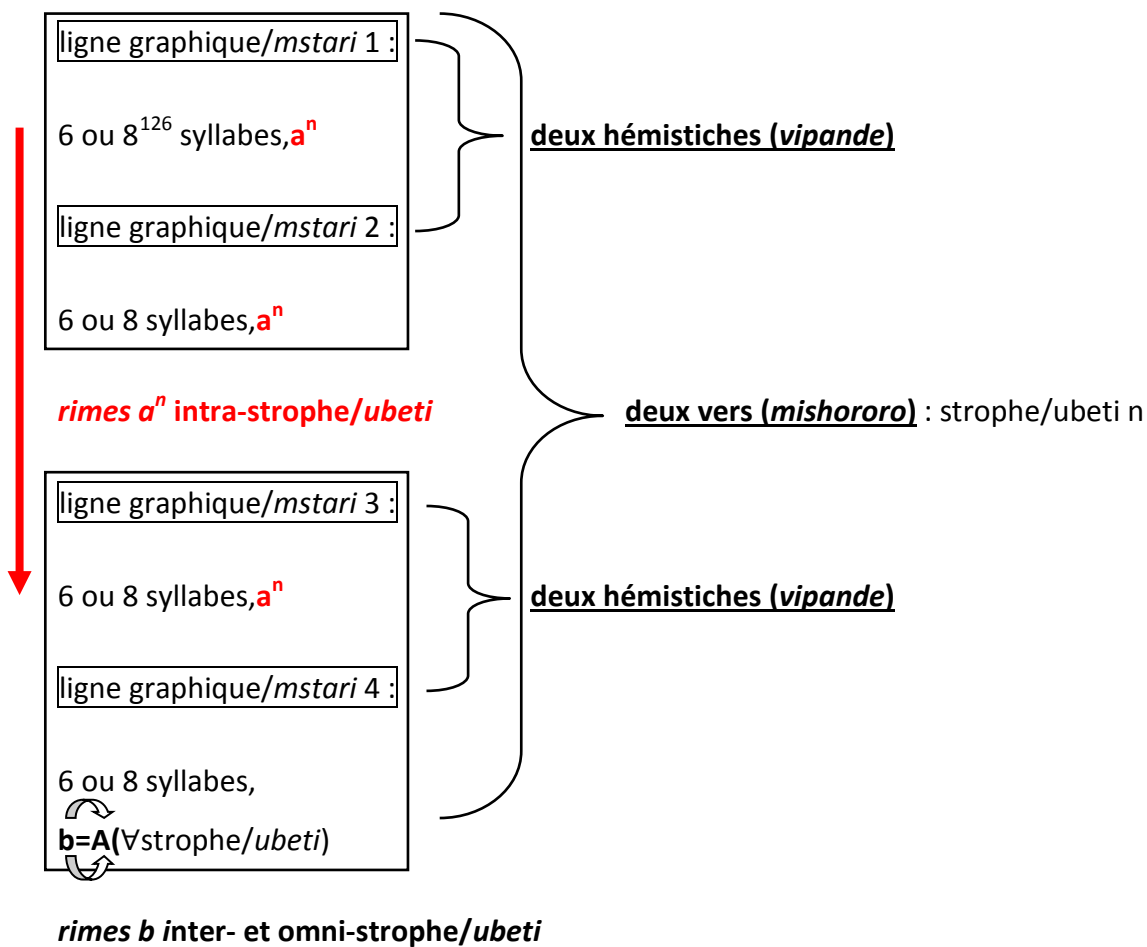 ligne graphique/mstari 1 :
6 ou 8¹²⁶ syllabes,aⁿ
deux hémistiches (vipande)
ligne graphique/mstari 2 :
6 ou 8 syllabes,aⁿ
rimes aⁿ intra-strophe/ubeti
deux vers (mishororo) : strophe/ubeti n
ligne graphique/mstari 3 :
6 ou 8 syllabes,aⁿ
deux hémistiches (vipande)
ligne graphique/mstari 4 :
6 ou 8 syllabes,
b=A(∀strophe/ubeti)
rimes b inter- et omni-strophe/ubeti